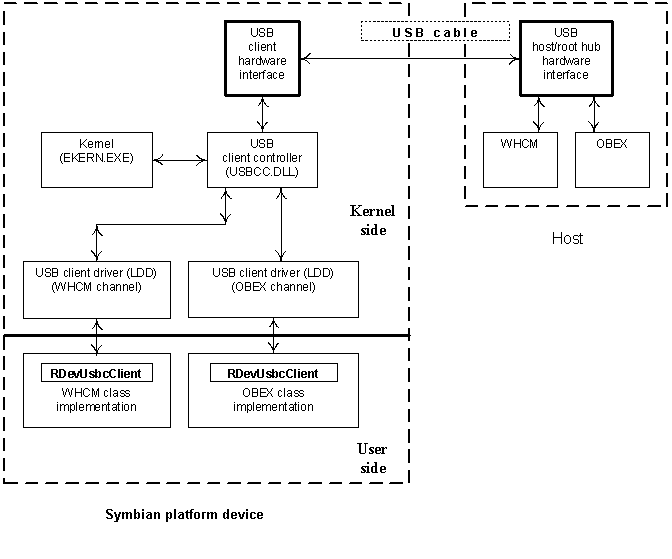 USB
client
hardware
interface
USB cable
USB
host/root hub
hardware
interface
Kernel
(EKERN.EXE)
USB
client controller
(USBCC.DLL)
WHCM
OBEX
Kernel
side
Host
USB client driver (LDD)
(WHCM channel)
USB client driver (LDD)
(OBEX channel)
RDevUsbcClient
WHCM class
implementation
RDevUsbcClient
OBEX class
implementation
User
side
Symbian platform device